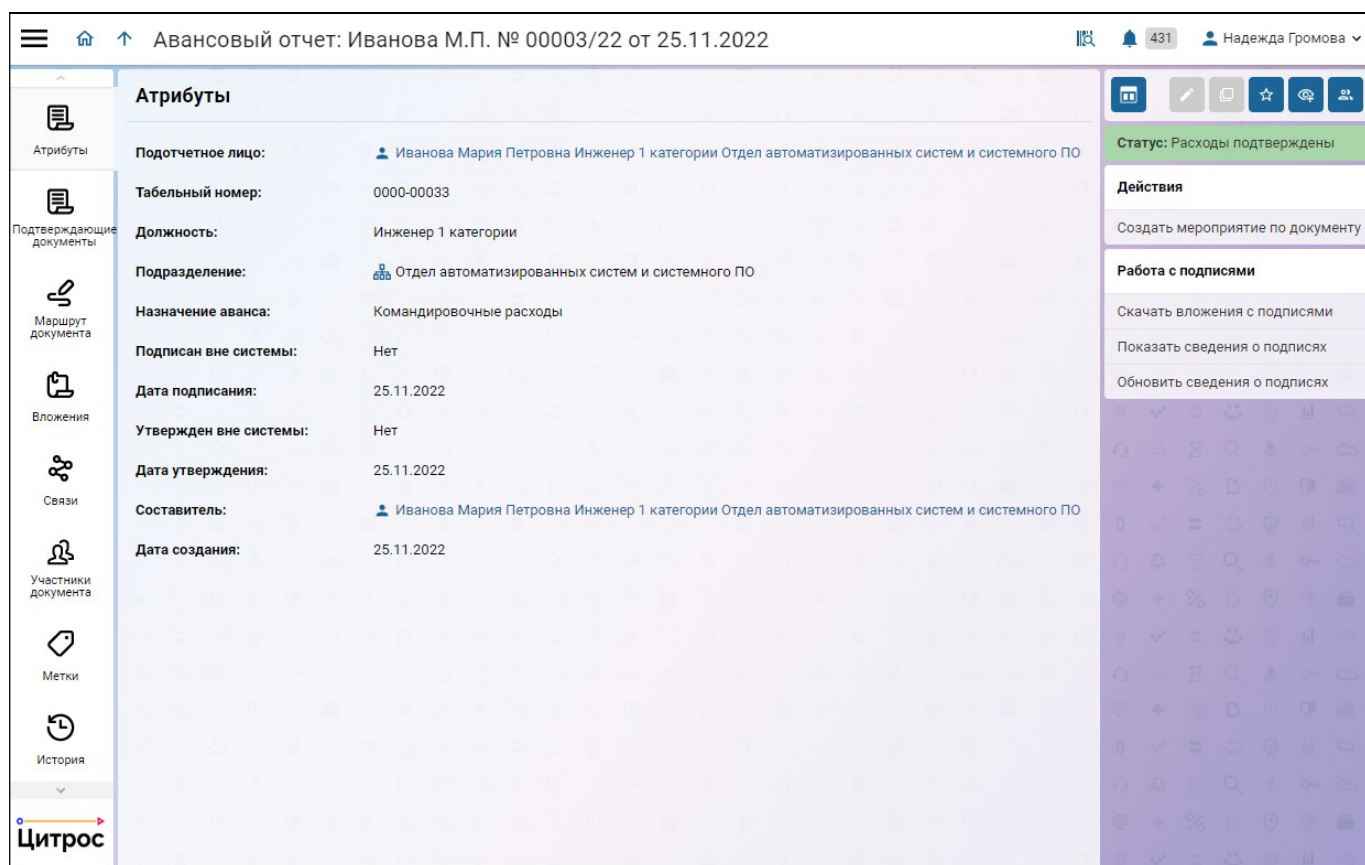 Авансовый отчет: Иванова М.П. № 00003/22 от 25.11.2022
431
Надежда Громова
Атрибуты
Подтверждающие
документы
Маршрут
документа
Вложения
Связи
Участники
документа
Метки
История
Цитрос
Атрибуты
Подотчетное лицо: Иванова Мария Петровна Инженер 1 категории Отдел автоматизированных систем и системного ПО
Табельный номер: 0000-00033
Должность: Инженер 1 категории
Подразделение: Отдел автоматизированных систем и системного ПО
Назначение аванса: Командировочные расходы
Подписан вне системы: Нет
Дата подписания: 25.11.2022
Утвержден вне системы: Нет
Дата утверждения: 25.11.2022
Составитель: Иванова Мария Петровна Инженер 1 категории Отдел автоматизированных систем и системного ПО
Дата создания: 25.11.2022
Статус: Расходы подтверждены
Действия
Создать мероприятие по документу
Работа с подписями
Скачать вложения с подписями
Показать сведения о подписях
Обновить сведения о подписях